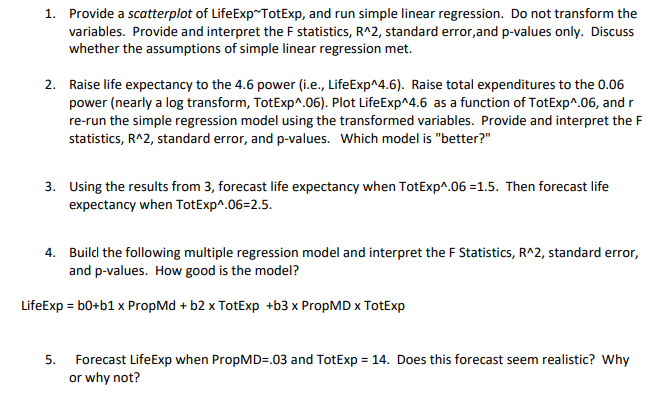 1. Provide a scatterplot of LifeExp~TotExp, and run simple linear regression. Do not transform the
variables. Provide and interpret the F statistics, R^2, standard error,and p-values only. Discuss
whether the assumptions of simple linear regression met.
2. Raise life expectancy to the 4.6 power (i.e., LifeExp^4.6). Raise total expenditures to the 0.06
power (nearly a log transform, TotExp^.06). Plot LifeExp^4.6 as a function of TotExp^.06, and r
re-run the simple regression model using the transformed variables. Provide and interpret the F
statistics, R^2, standard error, and p-values. Which model is "better?"
3. Using the results from 3, forecast life expectancy when TotExp^.06 =1.5. Then forecast life
expectancy when TotExp^.06=2.5.
4. Build the following multiple regression model and interpret the F Statistics, R^2, standard error,
and p-values. How good is the model?
LifeExp = b0+b1 x PropMd + b2 x TotExp +b3 x PropMD x TotExp
5. Forecast LifeExp when PropMD=.03 and TotExp = 14. Does this forecast seem realistic? Why
or why not?